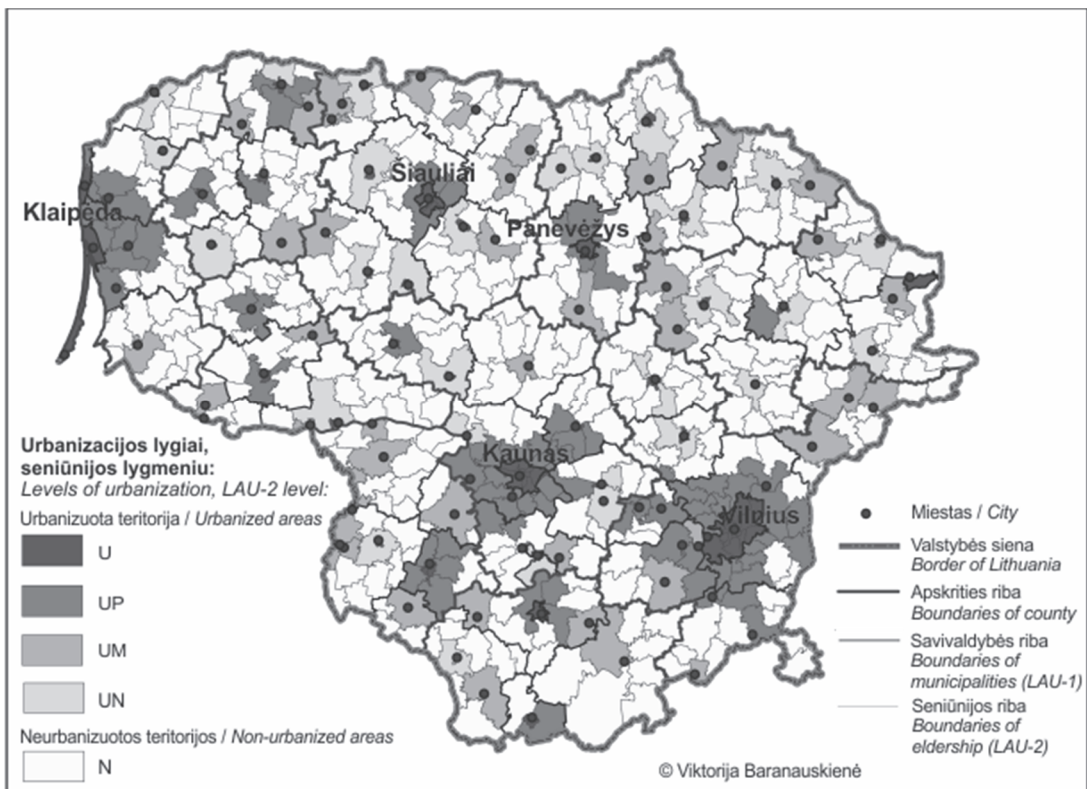 Šiauliai
Klaipėda
Panevėžys
Kaunas
Vilnius
Urbanizacijos lygiai,
seniūnijos lygmeniu:
Levels of urbanization, LAU-2 level:
Urbanizuota teritorija / Urbanized areas
U
UP
UM
UN
Neurbanizuotos teritorijos / Non-urbanized areas
N
Miestas / City
Valstybės siena
Border of Lithuania
Apskrities riba
Boundaries of county
Savivaldybės riba
Boundaries of
municipalities (LAU-1)
Seniūnijos riba
Boundaries of
eldership (LAU-2)
© Viktorija Baranauskienė